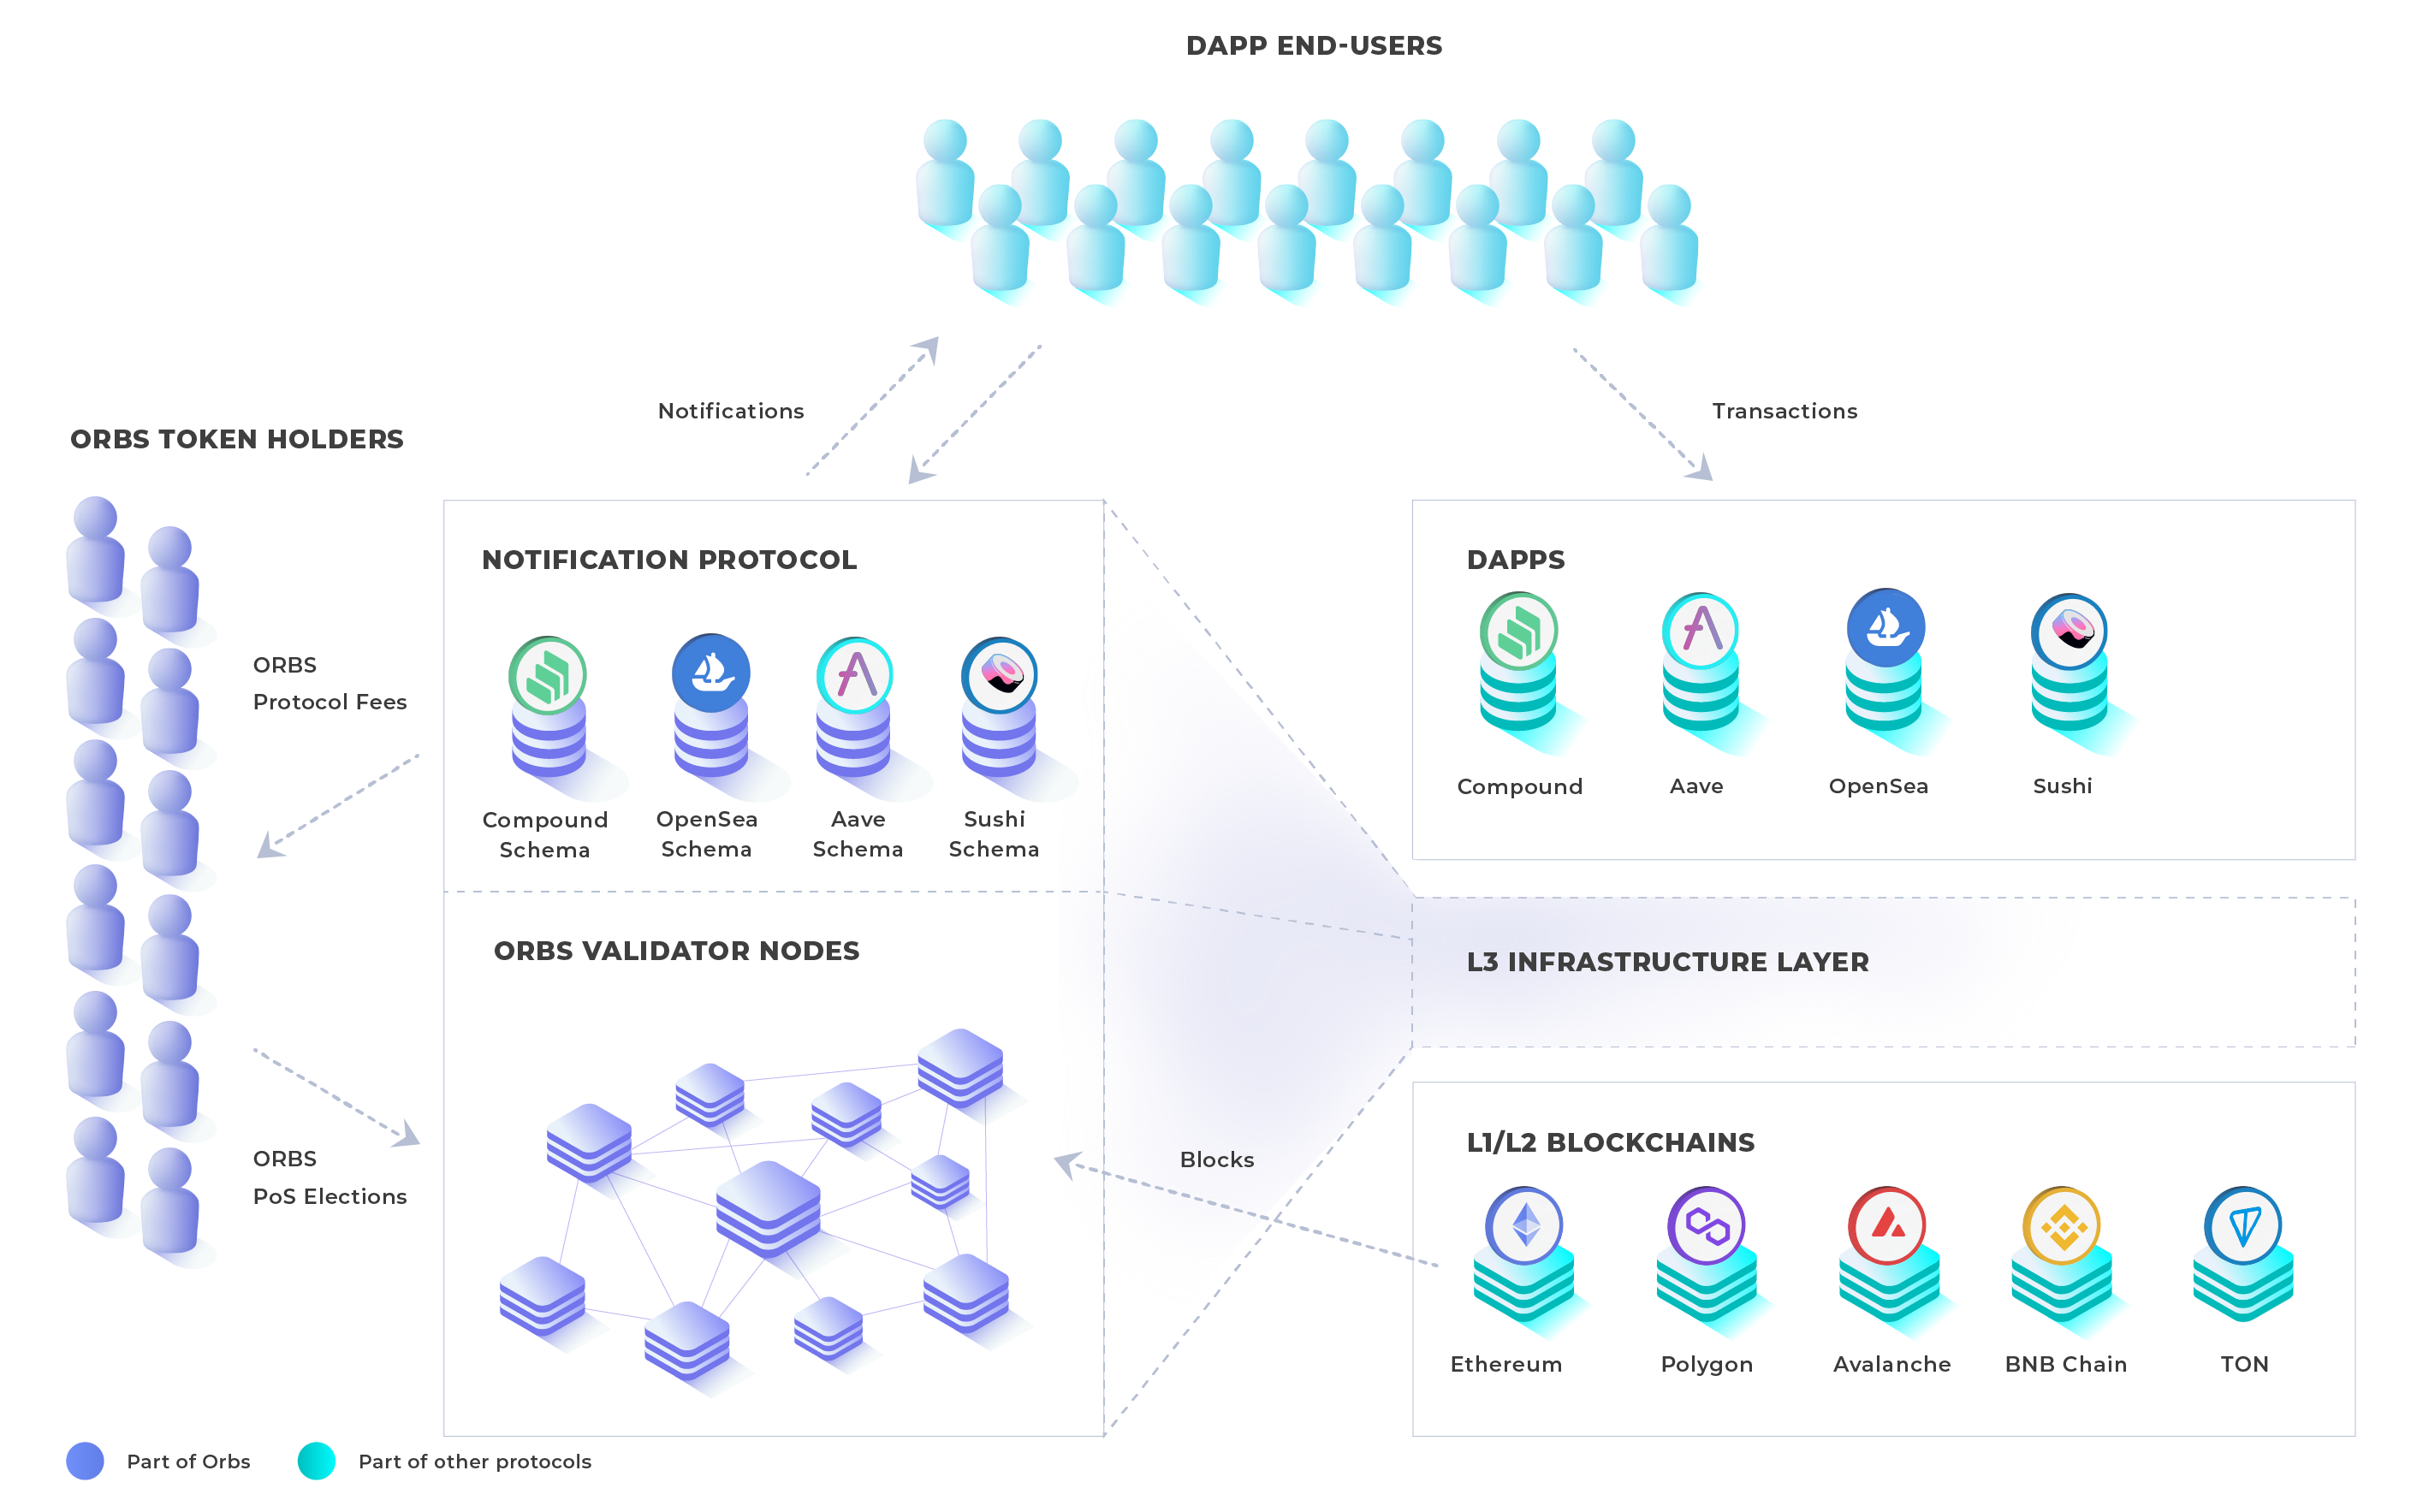 DAPP END-USERS
Notifications
Transactions
ORBS TOKEN HOLDERS
ORBS
Protocol Fees
ORBS
PoS Elections
NOTIFICATION PROTOCOL
Compound
Schema
OpenSea
Schema
Aave
Schema
Sushi
Schema
ORBS VALIDATOR NODES
DAPPS
Compound
Aave
OpenSea
Sushi
L3 INFRASTRUCTURE LAYER
Blocks
L1/L2 BLOCKCHAINS
Ethereum
Polygon
Avalanche
BNB Chain
TON
Part of Orbs
Part of other protocols